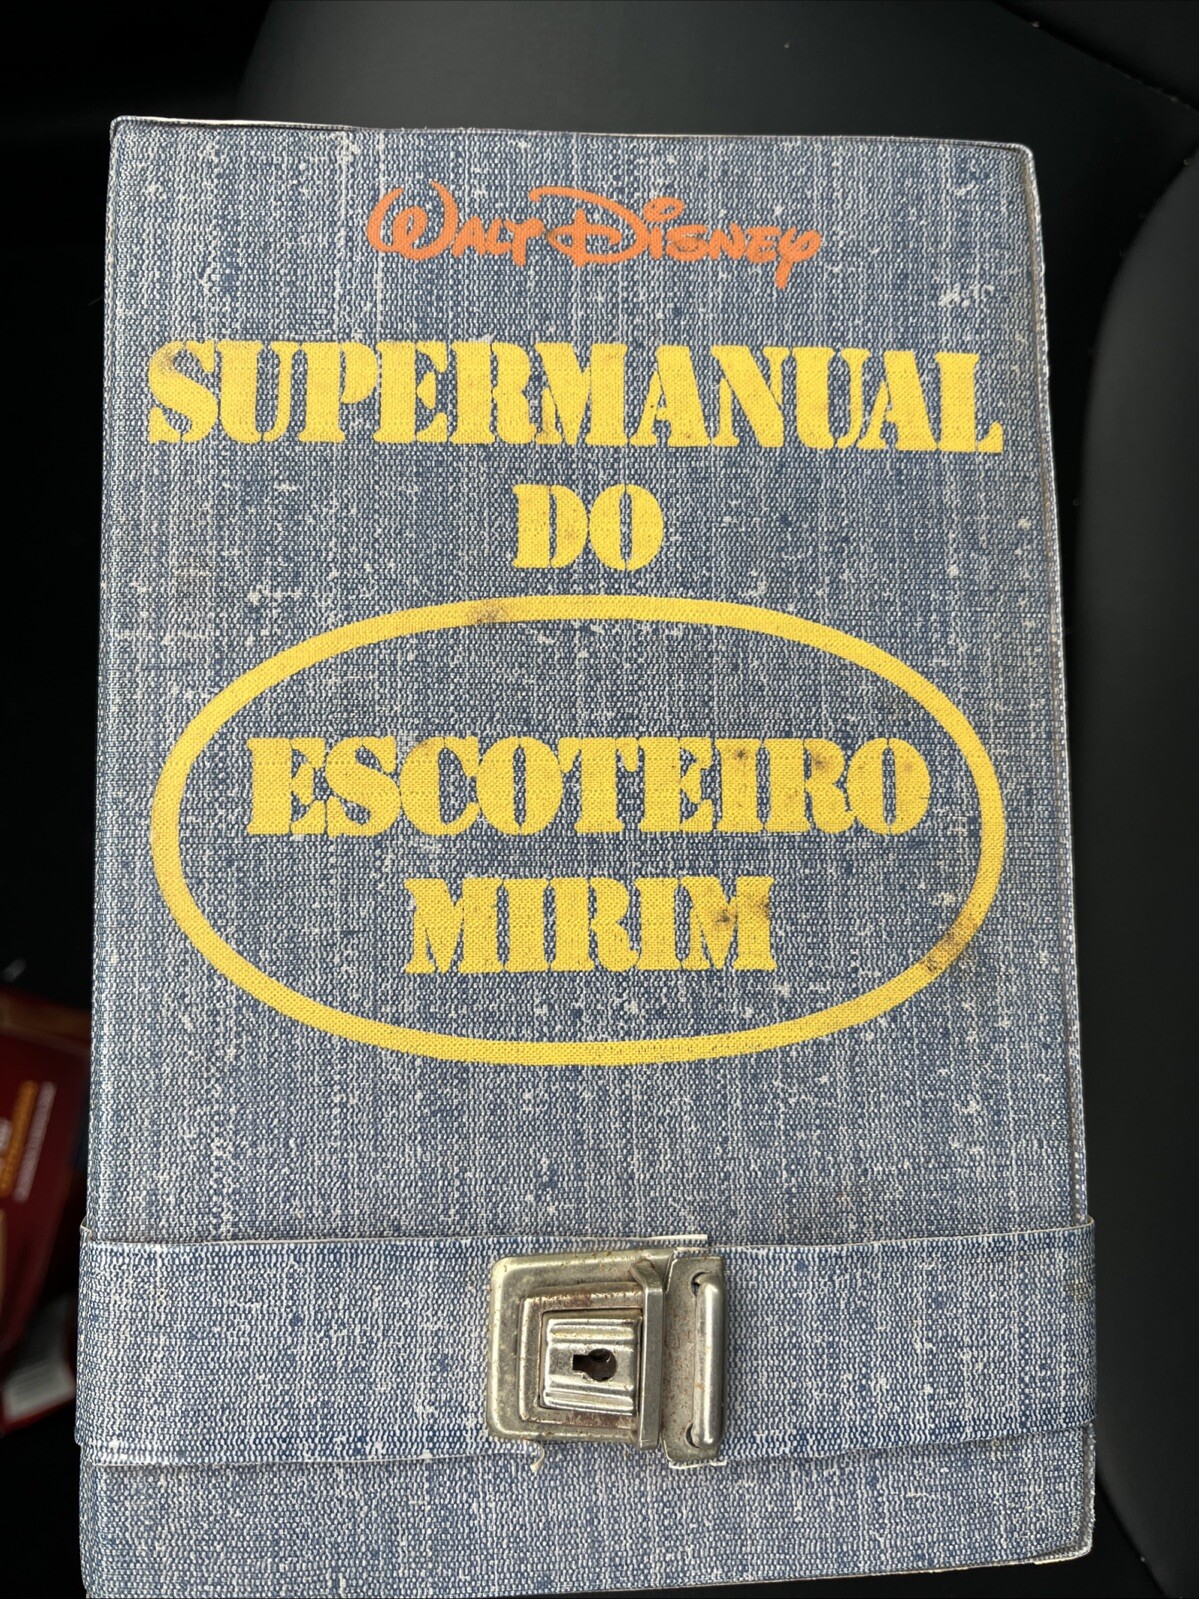 WALT DISNEY
SUPERMANUAL
DO
ESCOTEIRO
MIRIM